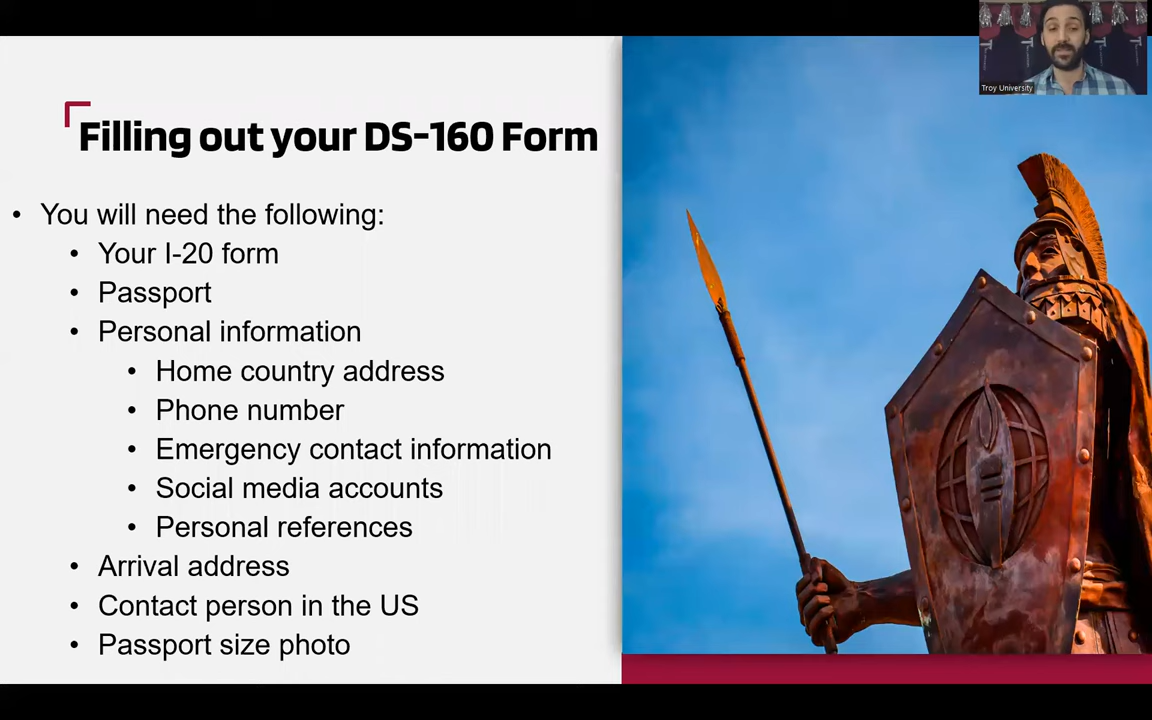 Troy University
Filling out your DS-160 Form
• You will need the following:
• Your I-20 form
• Passport
• Personal information
• Home country address
• Phone number
• Emergency contact information
• Social media accounts
• Personal references
• Arrival address
• Contact person in the US
• Passport size photo